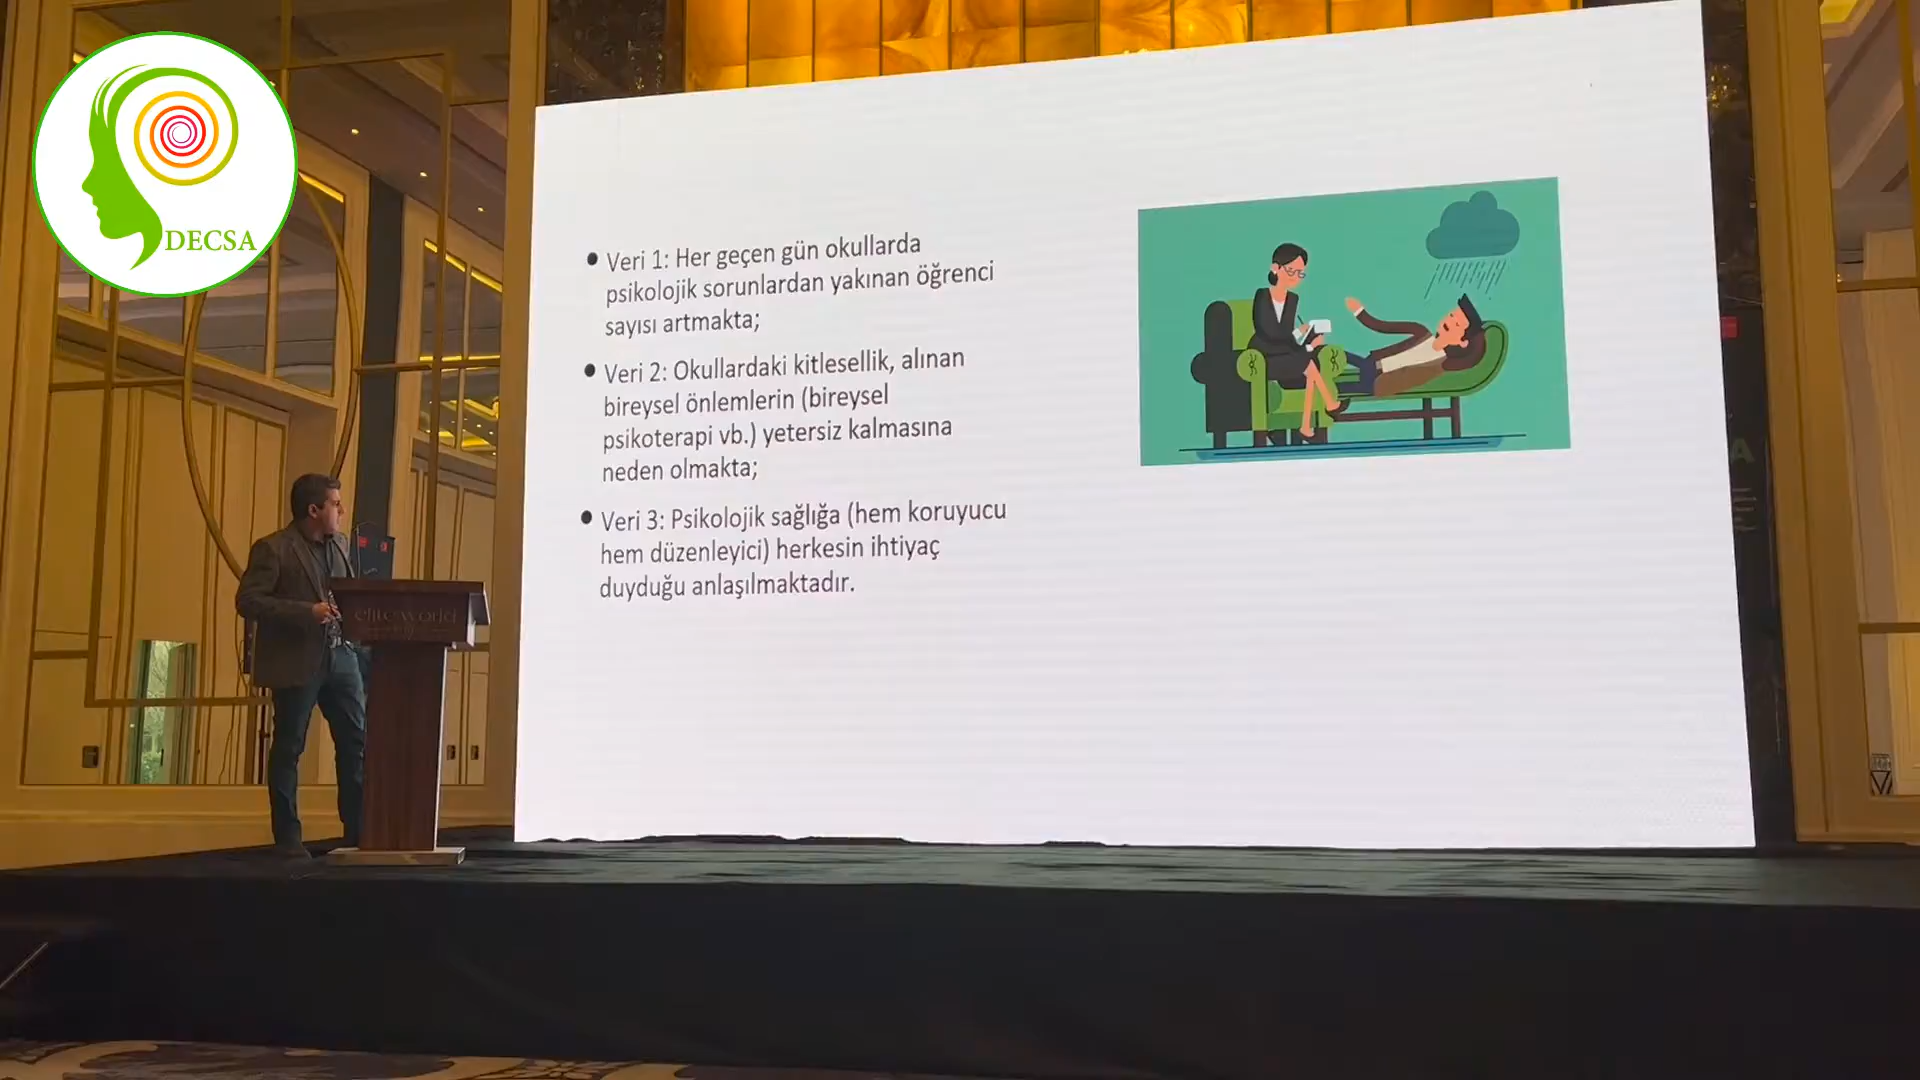 DECSA
• Veri 1: Her geçen gün okullarda
psikolojik sorunlardan yakınan öğrenci
sayısı artmakta;
• Veri 2: Okullardaki kitlesellik, alınan
bireysel önlemlerin (bireysel
psikoterapi vb.) yetersiz kalmasına
neden olmakta;
• Veri 3: Psikolojik sağlığa (hem koruyucu
hem düzenleyici) herkesin ihtiyaç
duyduğu anlaşılmaktadır.
elite world